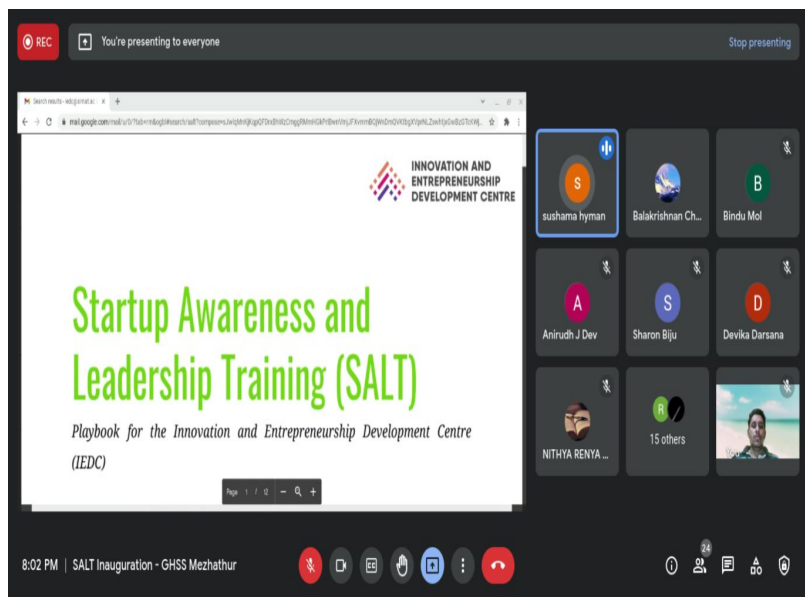 REC
You're presenting to everyone
Stop presenting
INNOVATION AND
ENTREPRENEURSHIP
DEVELOPMENT CENTRE
Startup Awareness and
Leadership Training (SALT)
Playbook for the Innovation and Entrepreneurship Development Centre
(IEDC)
Page 1 / 12
S
sushama hyman
Balakrishnan Ch...
B
Bindu Mol
A
Anirudh J Dev
S
Sharon Biju
D
Devika Darsana
NITHYA RENYA ...
R
15 others
8:02 PM | SALT Inauguration - GHSS Mezhathur
24